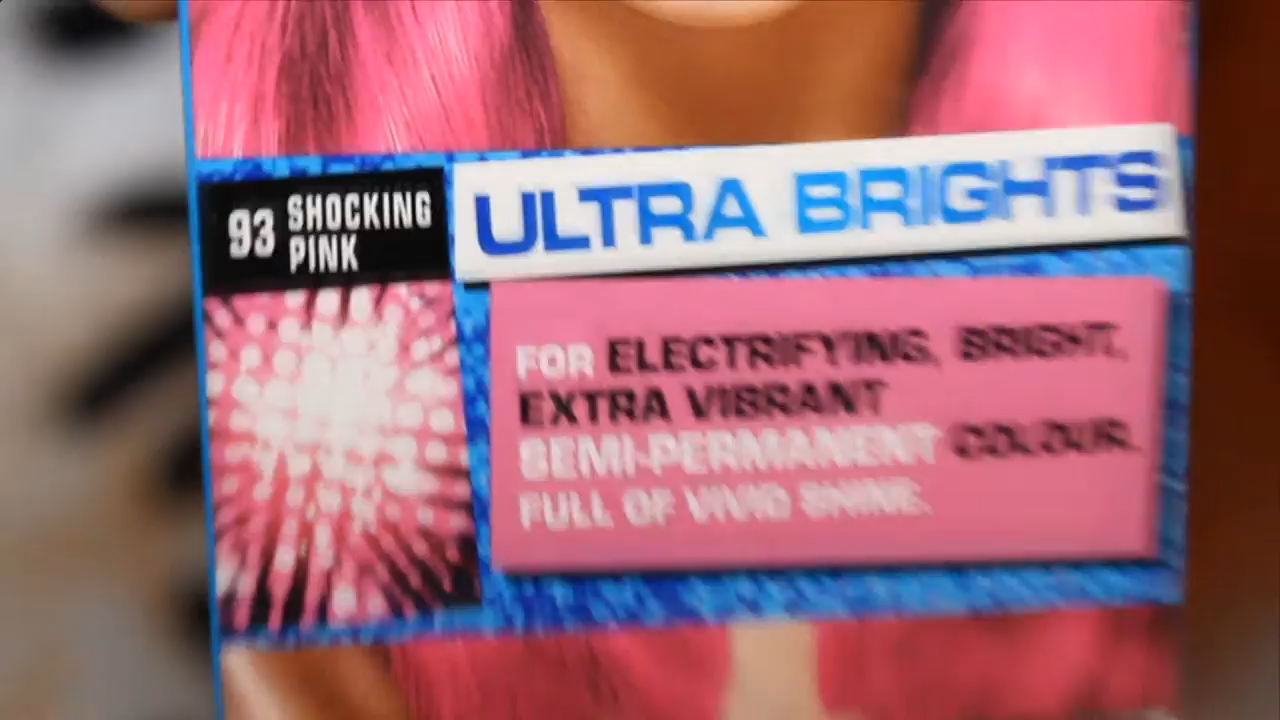 93 SHOCKING
PINK
ULTRA BRIGHTS
FOR ELECTRIFYING, BRIGHT,
EXTRA VIBRANT
SEMI-PERMANENT COLOUR.
FULL OF VIVID SHINE.